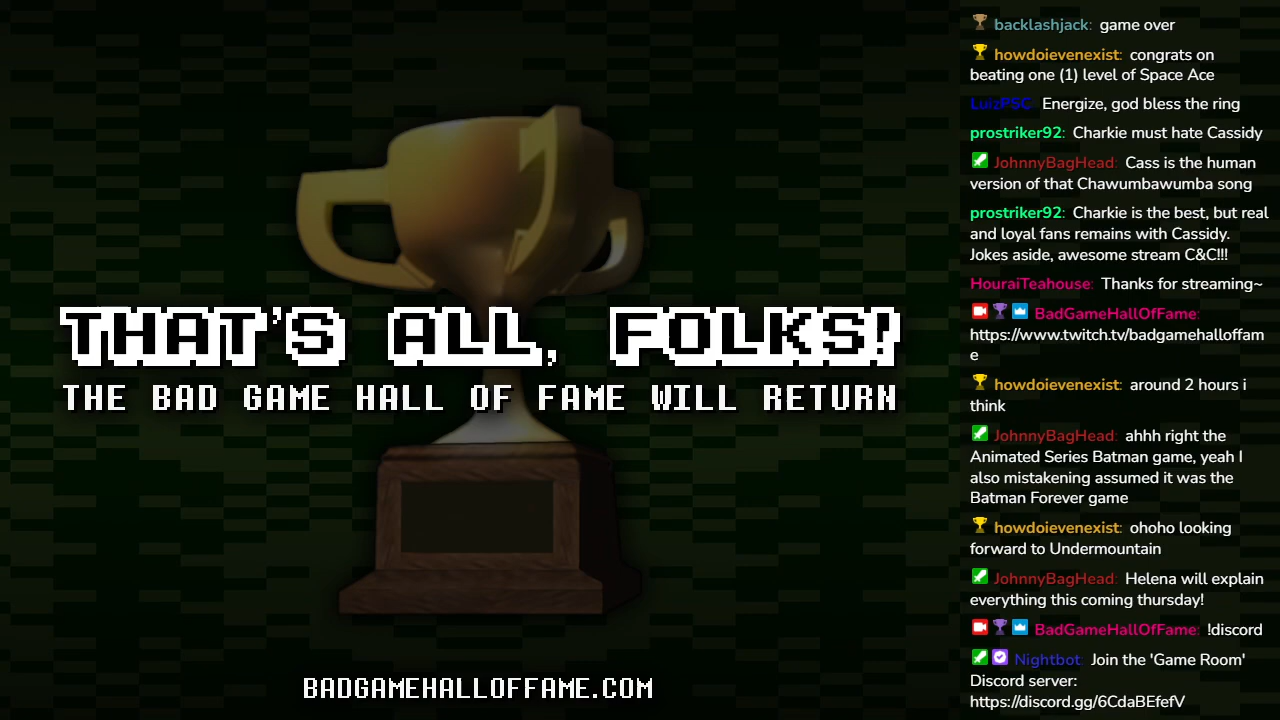 THAT'S ALL, FOLKS!
THE BAD GAME HALL OF FAME WILL RETURN
BADGAMEHALLOFFAME.COM
backlashjack: game over
howdoievenexist: congrats on
beating one (1) level of Space Ace
LuizPSC: Energize, god bless the ring
prostriker92: Charkie must hate Cassidy
JohnnyBagHead: Cass is the human
version of that Chawumbawumba song
prostriker92: Charkie is the best, but real
and loyal fans remains with Cassidy.
Jokes aside, awesome stream C&C!!!
HouraiTeahouse: Thanks for streaming~
BadGameHallOfFame:
https://www.twitch.tv/badgamehalloffam
e
howdoievenexist: around 2 hours i
think
JohnnyBagHead: ahhh right the
Animated Series Batman game, yeah I
also mistakening assumed it was the
Batman Forever game
howdoievenexist: ohoho looking
forward to Undermountain
JohnnyBagHead: Helena will explain
everything this coming thursday!
BadGameHallOfFame: !discord
Nightbot: Join the 'Game Room'
Discord server:
https://discord.gg/6CdaBEfefV